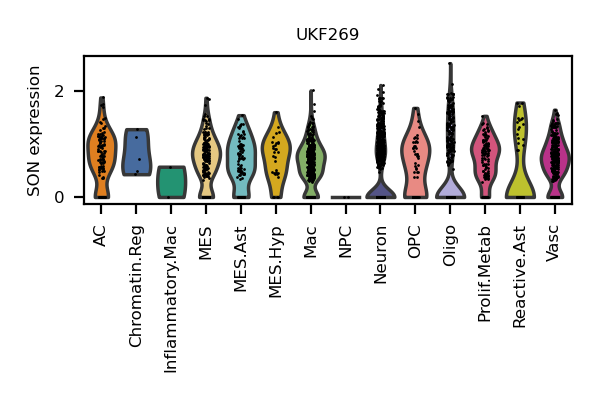 UKF269
SON expression
2
0
AC
Chromatin.Reg
Inflammatory.Mac
MES
MES.Ast
MES.Hyp
Mac
NPC
Neuron
OPC
Oligo
Prolif.Metab
Reactive.Ast
Vasc